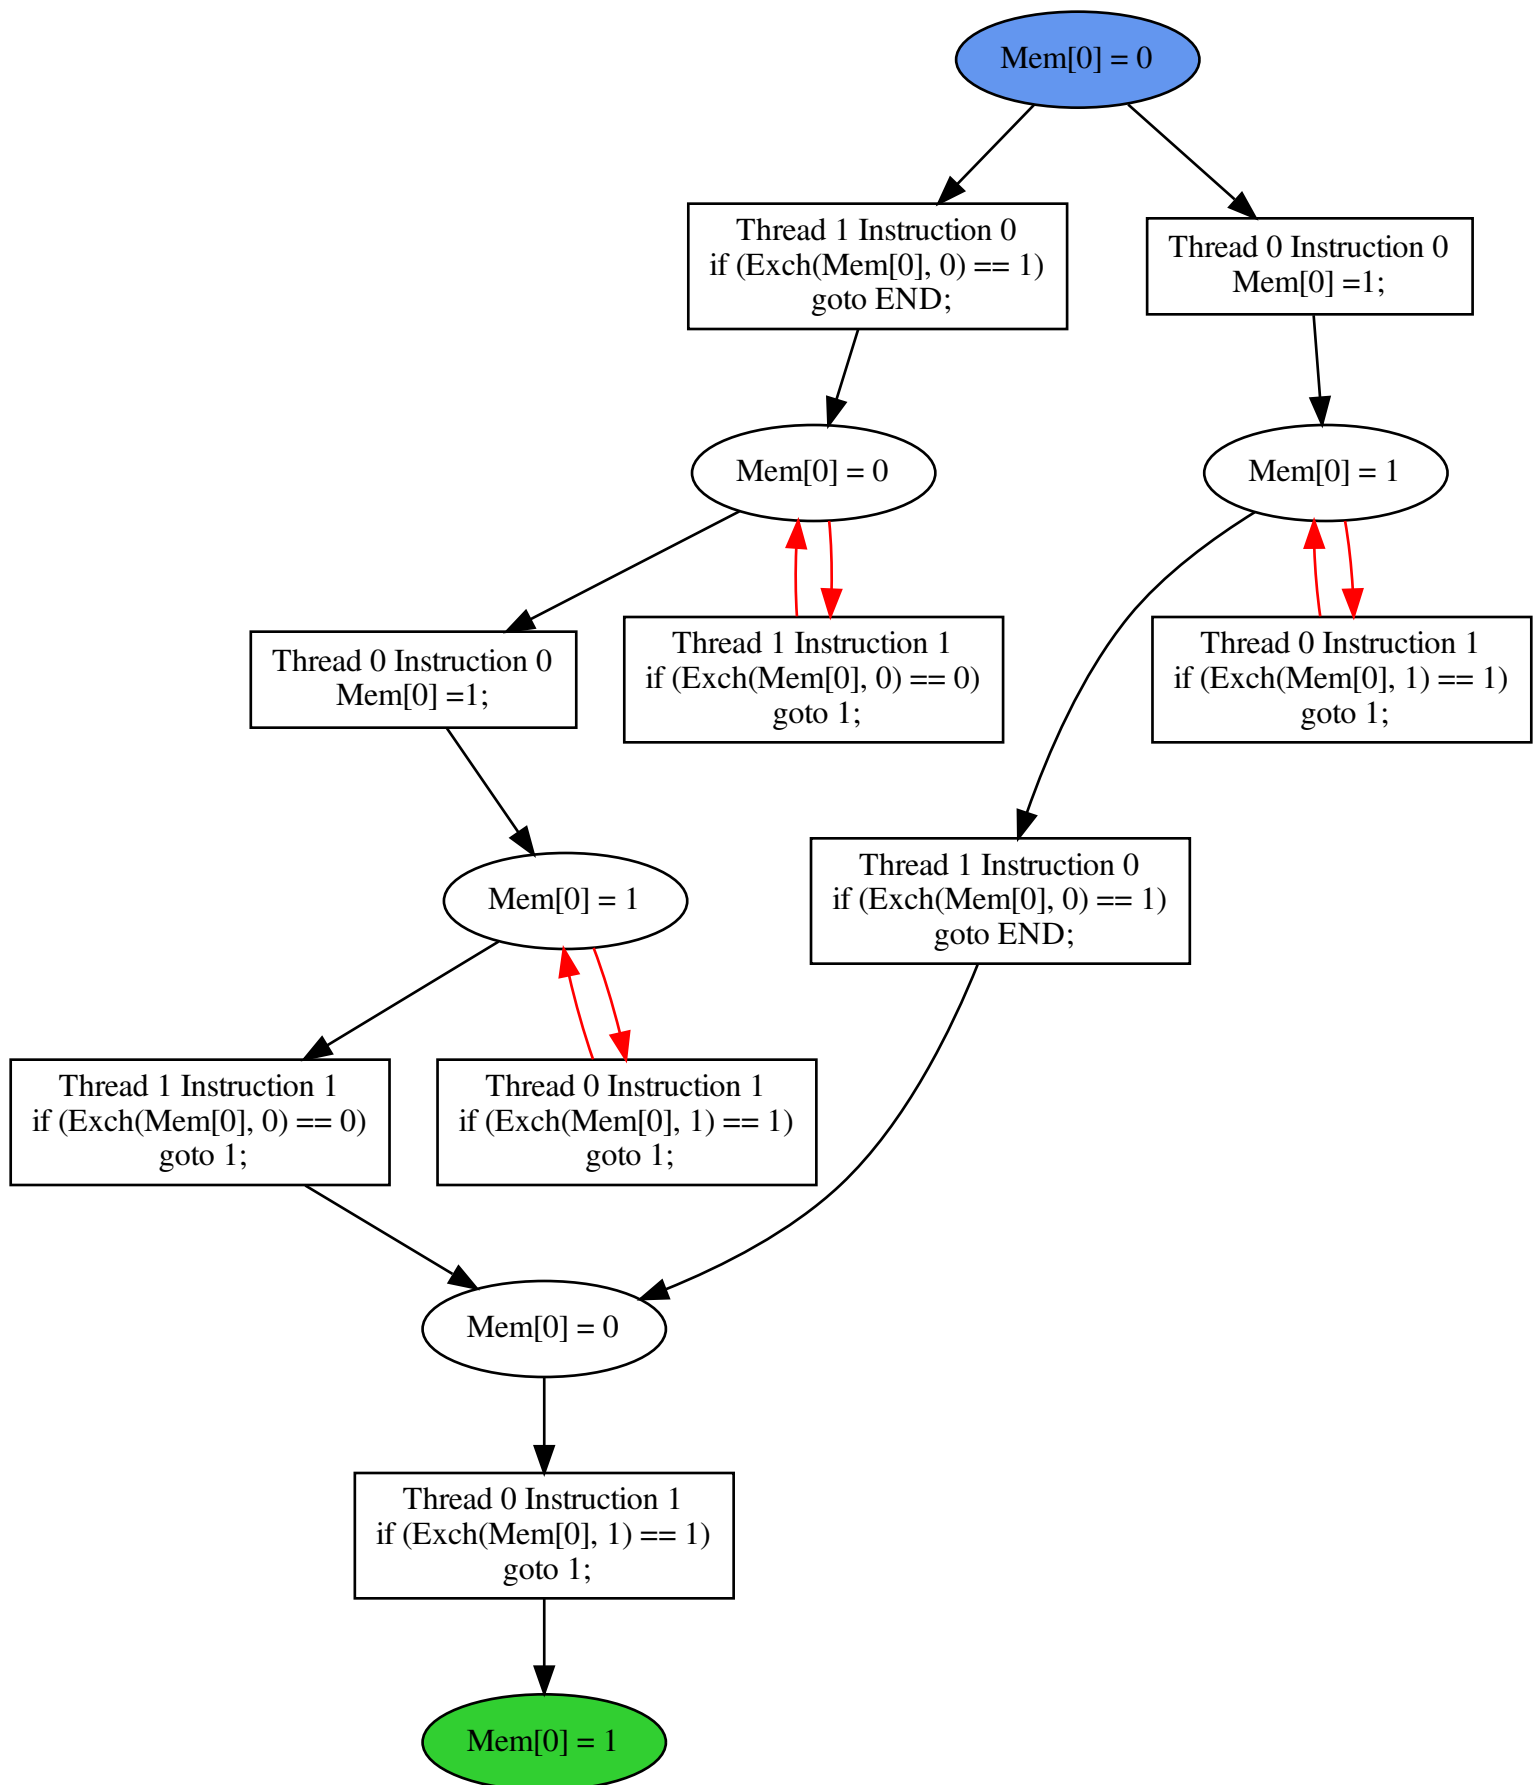 Mem[0] = 0
Thread 1 Instruction 0
if (Exch(Mem[0], 0) == 1)
goto END;
Thread 0 Instruction 0
Mem[0] =1;
Mem[0] = 0
Mem[0] = 1
Thread 0 Instruction 0
Mem[0] =1;
Thread 1 Instruction 1
if (Exch(Mem[0], 0) == 0)
goto 1;
Thread 0 Instruction 1
if (Exch(Mem[0], 1) == 1)
goto 1;
Mem[0] = 1
Thread 1 Instruction 0
if (Exch(Mem[0], 0) == 1)
goto END;
Thread 1 Instruction 1
if (Exch(Mem[0], 0) == 0)
goto 1;
Thread 0 Instruction 1
if (Exch(Mem[0], 1) == 1)
goto 1;
Mem[0] = 0
Thread 0 Instruction 1
if (Exch(Mem[0], 1) == 1)
goto 1;
Mem[0] = 1